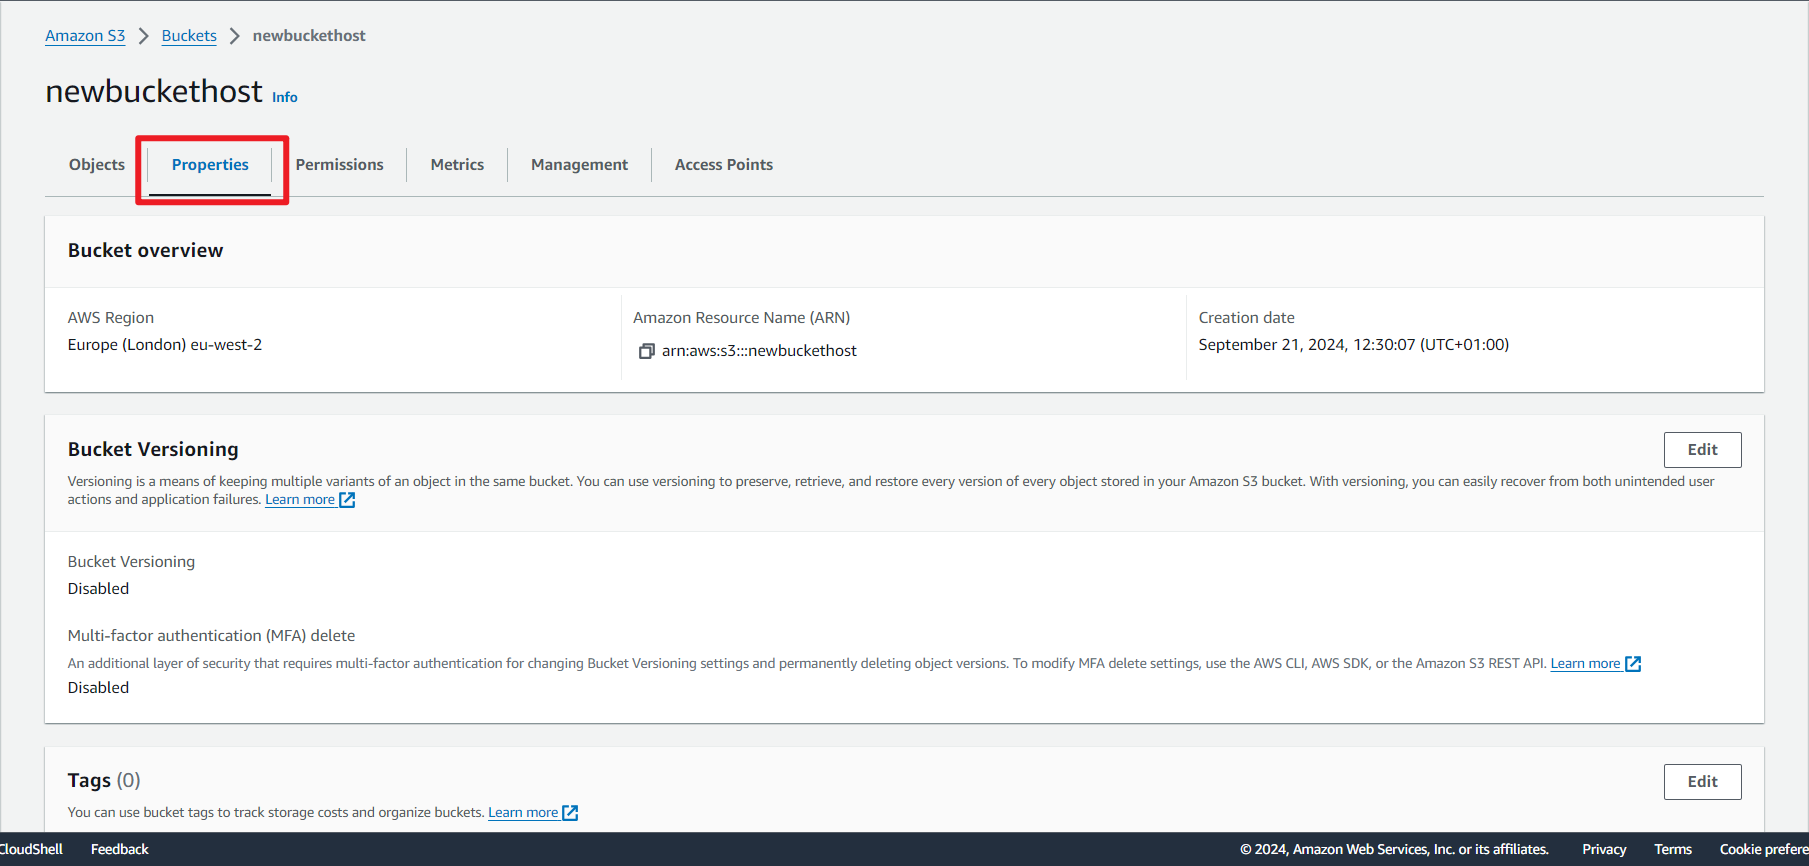 Amazon S3 > Buckets > newbuckethost
newbuckethost Info
Objects Properties Permissions Metrics Management Access Points
Bucket overview
AWS Region
Europe (London) eu-west-2
Amazon Resource Name (ARN)
arn:aws:s3:::newbuckethost
Creation date
September 21, 2024, 12:30:07 (UTC+01:00)
Bucket Versioning
Edit
Versioning is a means of keeping multiple variants of an object in the same bucket. You can use versioning to preserve, retrieve, and restore every version of every object stored in your Amazon S3 bucket. With versioning, you can easily recover from both unintended user
actions and application failures. Learn more
Bucket Versioning
Disabled
Multi-factor authentication (MFA) delete
An additional layer of security that requires multi-factor authentication for changing Bucket Versioning settings and permanently deleting object versions. To modify MFA delete settings, use the AWS CLI, AWS SDK, or the Amazon S3 REST API. Learn more
Disabled
Tags (0)
Edit
You can use bucket tags to track storage costs and organize buckets. Learn more
CloudShell Feedback © 2024, Amazon Web Services, Inc. or its affiliates. Privacy Terms Cookie prefere